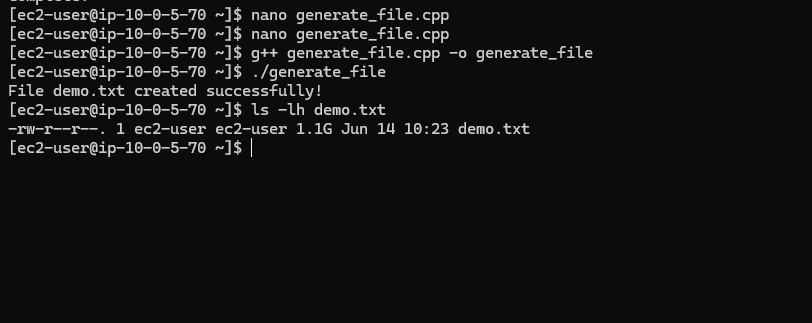 [ec2-user@ip-10-0-5-70 ~]$ nano generate_file.cpp
[ec2-user@ip-10-0-5-70 ~]$ nano generate_file.cpp
[ec2-user@ip-10-0-5-70 ~]$ g++ generate_file.cpp -o generate_file
[ec2-user@ip-10-0-5-70 ~]$ ./generate_file
File demo.txt created successfully!
[ec2-user@ip-10-0-5-70 ~]$ ls -lh demo.txt
-rw-r--r--. 1 ec2-user ec2-user 1.1G Jun 14 10:23 demo.txt
[ec2-user@ip-10-0-5-70 ~]$